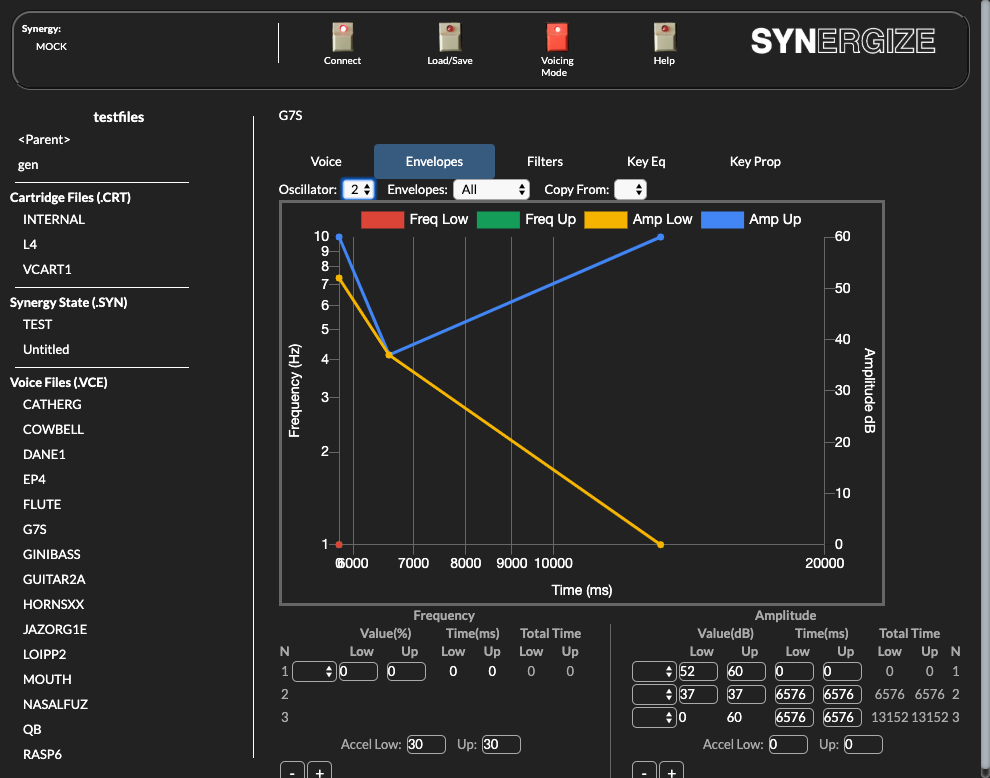 Synergy:
MOCK
Connect
Load/Save
Voicing
Mode
Help
SYNERGIZE
testfiles
<Parent>
gen
Cartridge Files (.CRT)
INTERNAL
L4
VCART1
Synergy State (.SYN)
TEST
Untitled
Voice Files (.VCE)
CATHERG
COWBELL
DANE1
EP4
FLUTE
G7S
GINIBASS
GUITAR2A
HORNSXX
JAZORG1E
LOIPP2
MOUTH
NASALFUZ
QB
RASP6
G7S
Voice Envelopes Filters Key Eq Key Prop
Oscillator: 2 Envelopes: All Copy From:
Freq Low Freq Up Amp Low Amp Up
10
9
8
7
6
5
4
3
2
1
Frequency (Hz)
60
50
40
30
20
10
0
Amplitude dB
0 6000 7000 8000 9000 10000 20000
Time (ms)
Frequency
Value(%) Time(ms) Total Time
N Low Up Low Up Low Up
1 0 0 0 0 0 0
2
3
Accel Low: 30 Up: 30
- +
Amplitude
Value(dB) Time(ms) Total Time
Low Up Low Up Low Up N
52 60 0 0 0 0 1
37 37 6576 6576 6576 6576 2
0 60 6576 6576 13152 13152 3
Accel Low: 0 Up: 0
- +